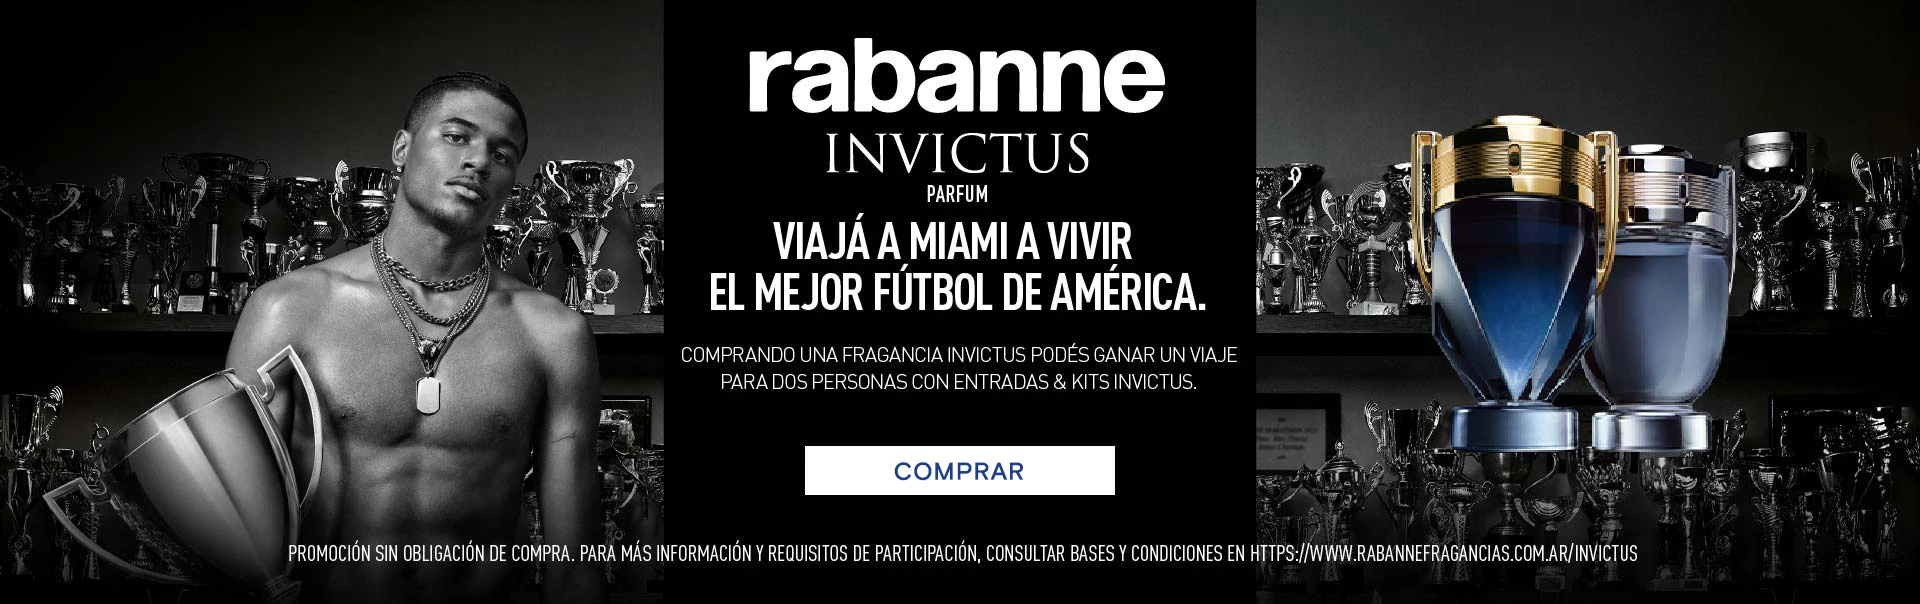 rabanne
INVICTUS
PARFUM
VIAJÁ A MIAMI A VIVIR
EL MEJOR FÚTBOL DE AMÉRICA.
COMPRANDO UNA FRAGANCIA INVICTUS PODÉS GANAR UN VIAJE
PARA DOS PERSONAS CON ENTRADAS & KITS INVICTUS.
COMPRAR
PROMOCIÓN SIN OBLIGACIÓN DE COMPRA. PARA MÁS INFORMACIÓN Y REQUISITOS DE PARTICIPACIÓN, CONSULTAR BASES Y CONDICIONES EN HTTPS://WWW.RABANNEFRAGANCIAS.COM.AR/INVICTUS